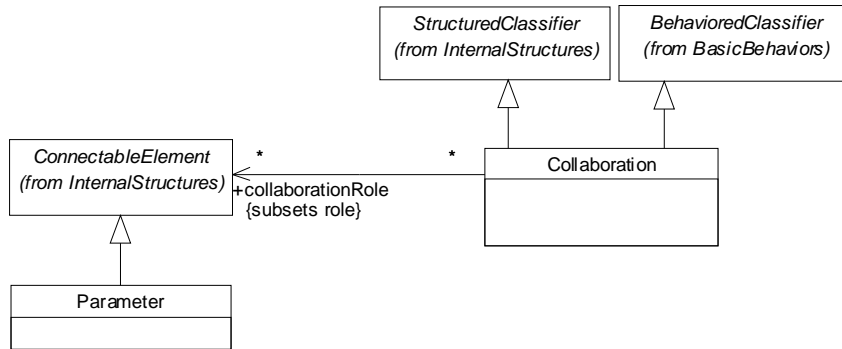 StructuredClassifier
(from InternalStructures)
BehavioredClassifier
(from BasicBehaviors)
ConnectableElement
(from InternalStructures)
*
*
Collaboration
+collaborationRole
{subsets role}
Parameter